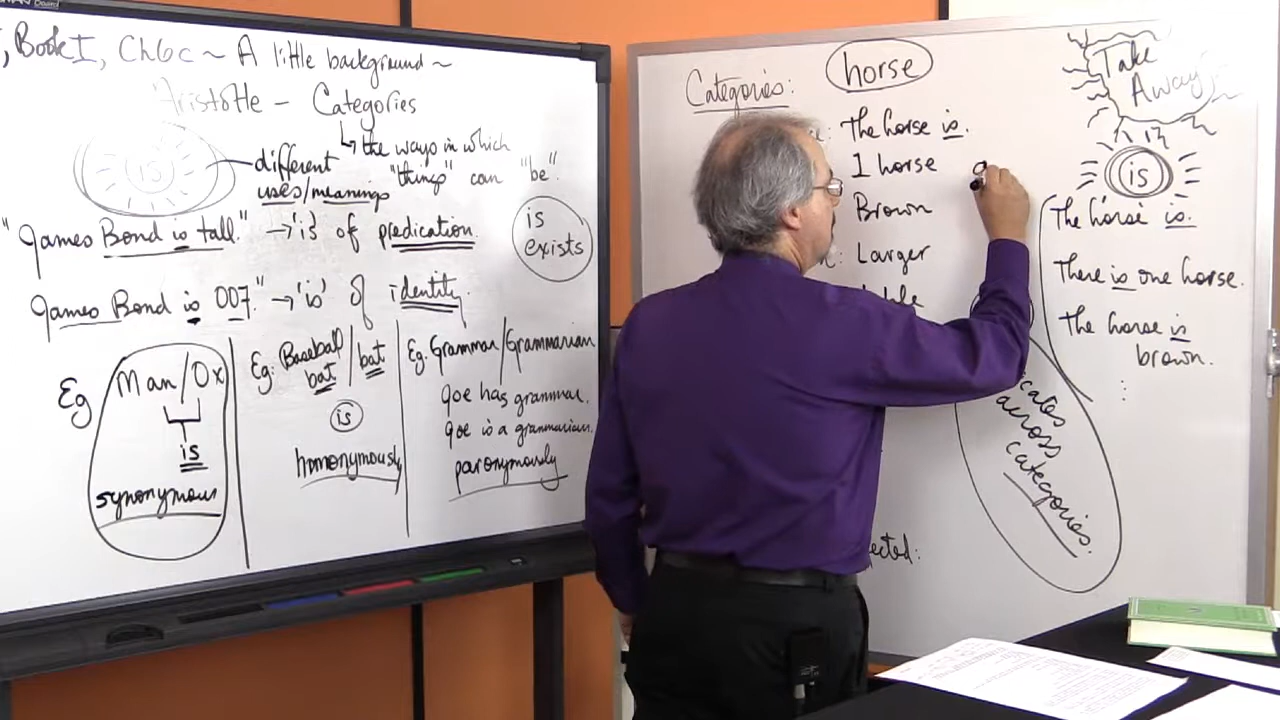 , Book I, Ch6c ~ A little background ~
Aristotle – Categories
↳ the ways in which
"things" can "be".
is
different
uses/meanings
is
exists
"James Bond is tall." → 'is' of predication.
James Bond is 007." → 'is' of identity.
Eg
Man/Ox
is
synonymous
Eg: Baseball
bat/bat
is
homonymously
Eg. Grammar/Grammarian
Joe has grammar.
Joe is a grammarian.
paronymously
Categories:
horse
: The horse is.
1 horse
Brown
: Larger
across
categories.
ected:
Take
Away
is
The horse is.
There is one horse.
The horse is
brown.
⋮